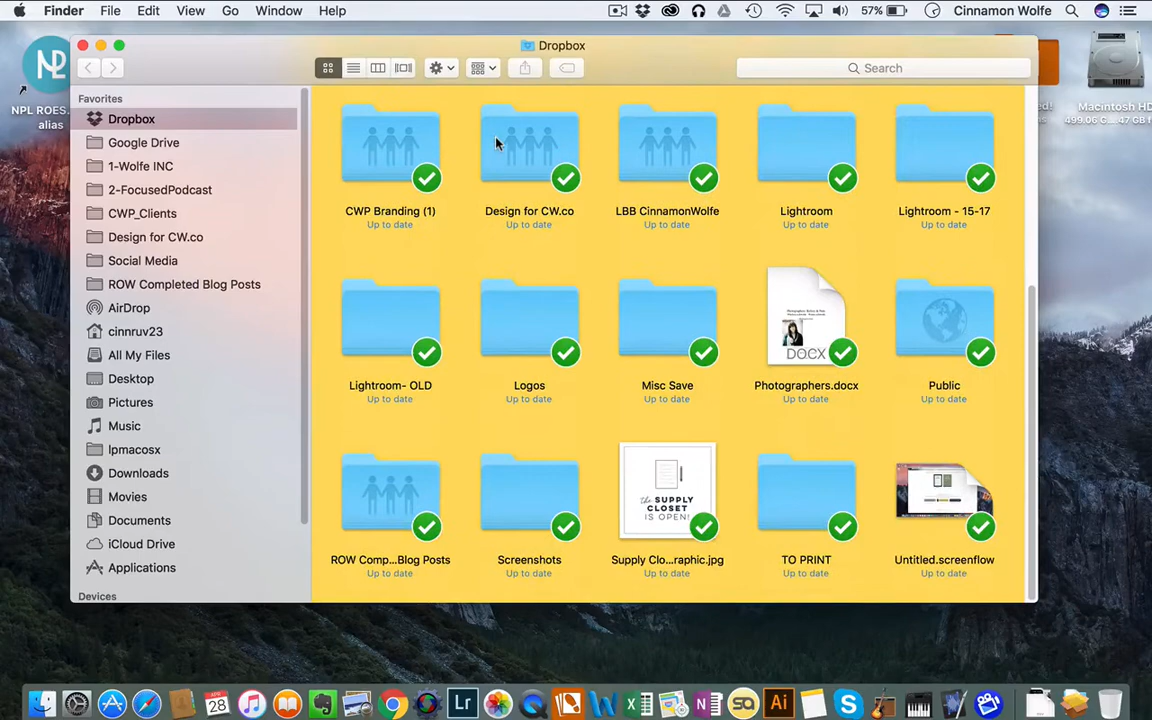 Finder File Edit View Go Window Help 57% Cinnamon Wolfe
Dropbox
Search
NPL ROES.
alias
Macintosh HD
Favorites
Dropbox
Google Drive
1-Wolfe INC
2-FocusedPodcast
CWP_Clients
Design for CW.co
Social Media
ROW Completed Blog Posts
AirDrop
cinnruv23
All My Files
Desktop
Pictures
Music
lpmacosx
Downloads
Movies
Documents
iCloud Drive
Applications
Devices
CWP Branding (1) Design for CW.co LBB CinnamonWolfe Lightroom Lightroom - 15-17
Up to date Up to date Up to date Up to date Up to date
DOCX
Lightroom- OLD Logos Misc Save Photographers.docx Public
Up to date Up to date Up to date Up to date Up to date
the SUPPLY
CLOSET
IS OPEN!
ROW Comp...Blog Posts Screenshots Supply Clo...raphic.jpg TO PRINT Untitled.screenflow
Up to date Up to date Up to date Up to date Up to date
28 Lr SQ Ai